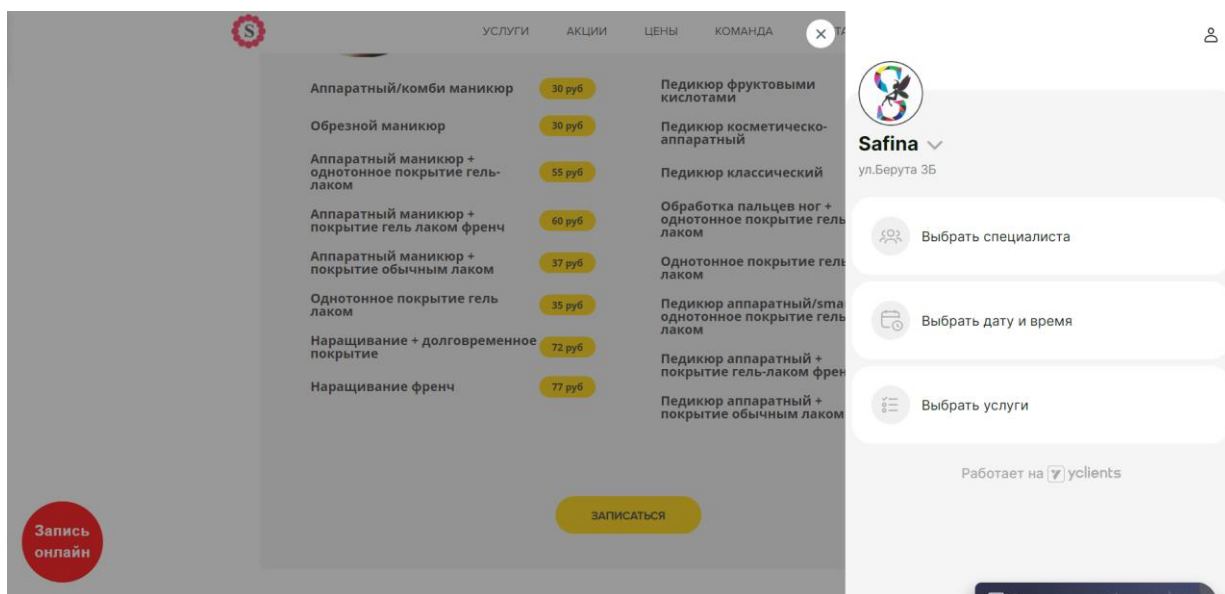 S
УСЛУГИ АКЦИИ ЦЕНЫ КОМАНДА
Аппаратный/комби маникюр 30 руб
Обрезной маникюр 30 руб
Аппаратный маникюр +
однотонное покрытие гель-
лаком 55 руб
Аппаратный маникюр +
покрытие гель лаком френч 60 руб
Аппаратный маникюр +
покрытие обычным лаком 37 руб
Однотонное покрытие гель
лаком 35 руб
Наращивание + долговременное
покрытие 72 руб
Наращивание френч 77 руб
Педикюр фруктовыми
кислотами
Педикюр косметическо-
аппаратный
Педикюр классический
Обработка пальцев ног +
однотонное покрытие гель
лаком
Однотонное покрытие гель
лаком
Педикюр аппаратный/sma
однотонное покрытие гель
лаком
Педикюр аппаратный +
покрытие гель-лаком френ
Педикюр аппаратный +
покрытие обычным лаком
ЗАПИСАТЬСЯ
Запись
онлайн
S
Safina
ул.Берута 3Б
Выбрать специалиста
Выбрать дату и время
Выбрать услуги
Работает на yclients